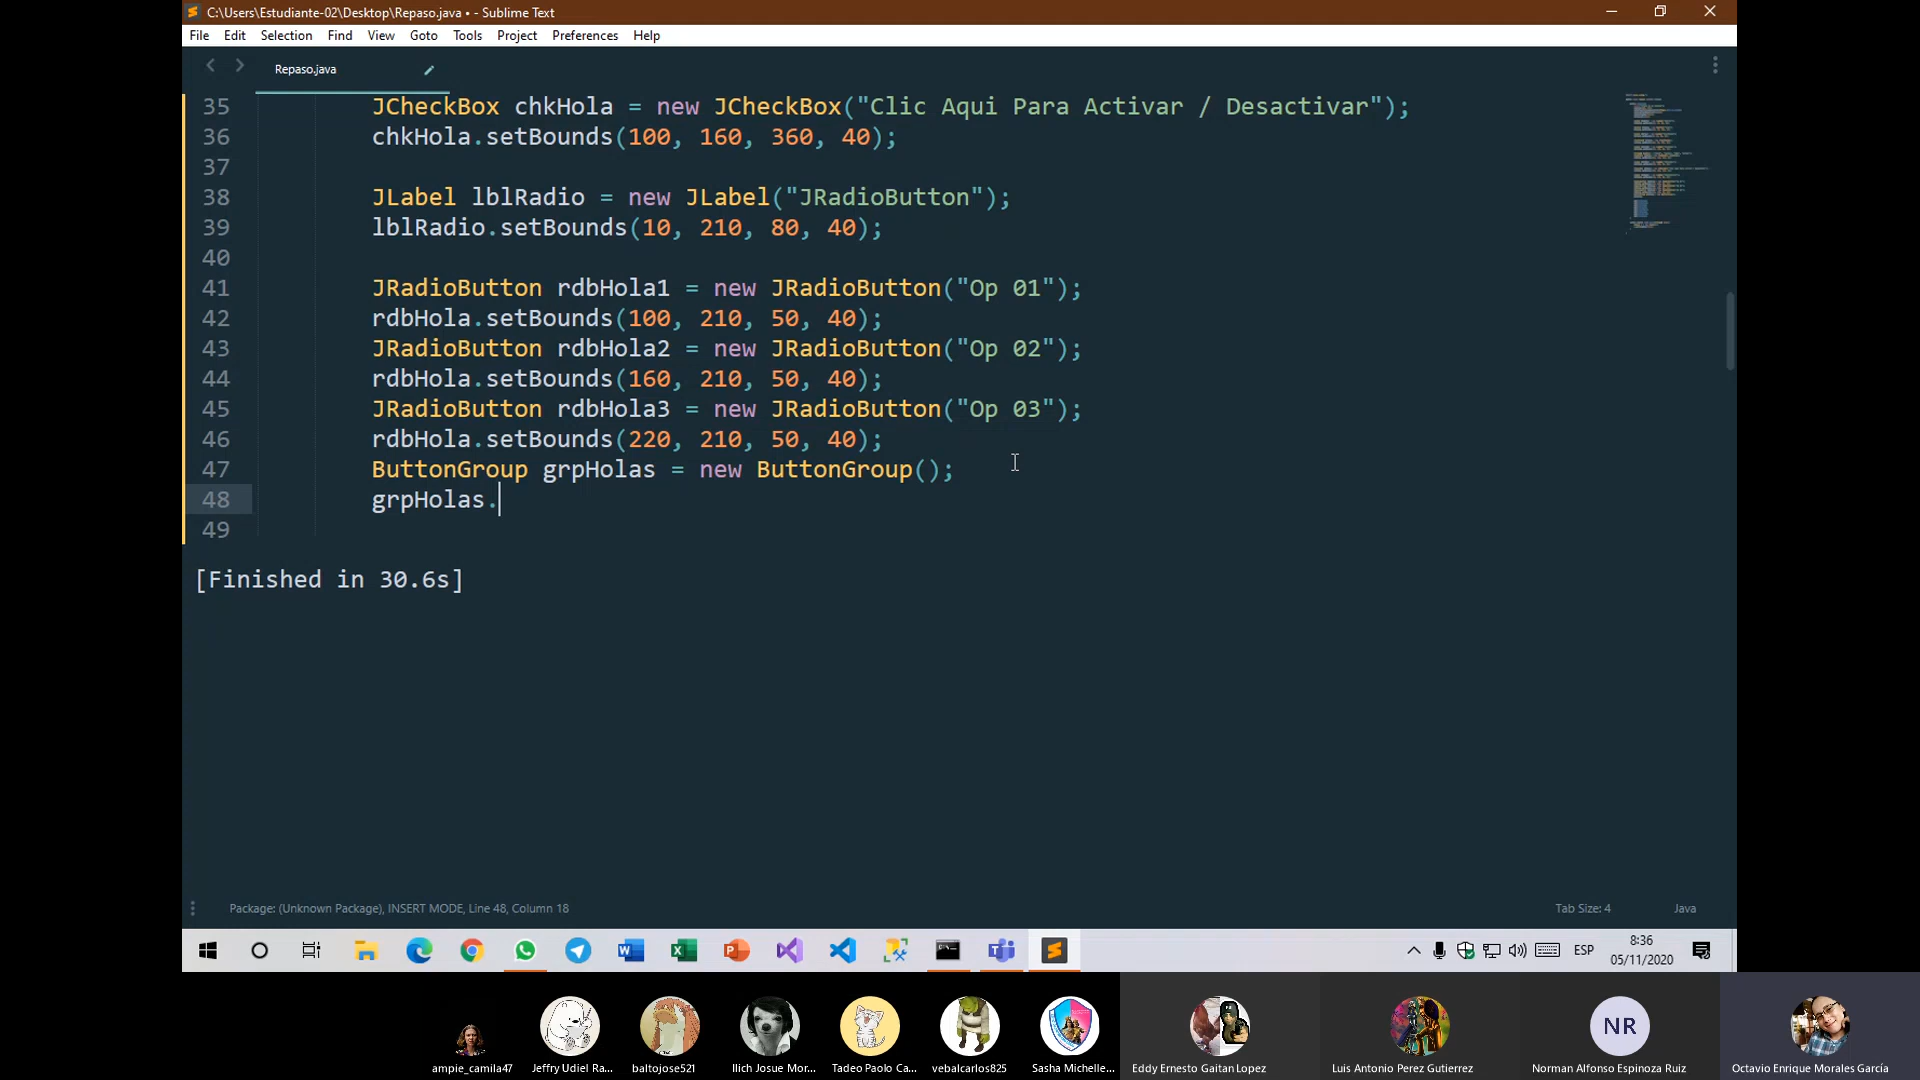 C:\Users\Estudiante-02\Desktop\Repaso.java • - Sublime Text
File Edit Selection Find View Goto Tools Project Preferences Help
Repaso.java
35 JCheckBox chkHola = new JCheckBox("Clic Aqui Para Activar / Desactivar");
36 chkHola.setBounds(100, 160, 360, 40);
37
38 JLabel lblRadio = new JLabel("JRadioButton");
39 lblRadio.setBounds(10, 210, 80, 40);
40
41 JRadioButton rdbHola1 = new JRadioButton("Op 01");
42 rdbHola.setBounds(100, 210, 50, 40);
43 JRadioButton rdbHola2 = new JRadioButton("Op 02");
44 rdbHola.setBounds(160, 210, 50, 40);
45 JRadioButton rdbHola3 = new JRadioButton("Op 03");
46 rdbHola.setBounds(220, 210, 50, 40);
47 ButtonGroup grpHolas = new ButtonGroup();
48 grpHolas.
49
[Finished in 30.6s]
Package: (Unknown Package), INSERT MODE, Line 48, Column 18 Tab Size: 4 Java
ESP 8:36
05/11/2020
NR
ampie_camila47 Jeffry Udiel Ra... baltojose521 Ilich Josue Mor... Tadeo Paolo Ca... vebalcarlos825 Sasha Michelle... Eddy Ernesto Gaitan Lopez Luis Antonio Perez Gutierrez Norman Alfonso Espinoza Ruiz Octavio Enrique Morales García